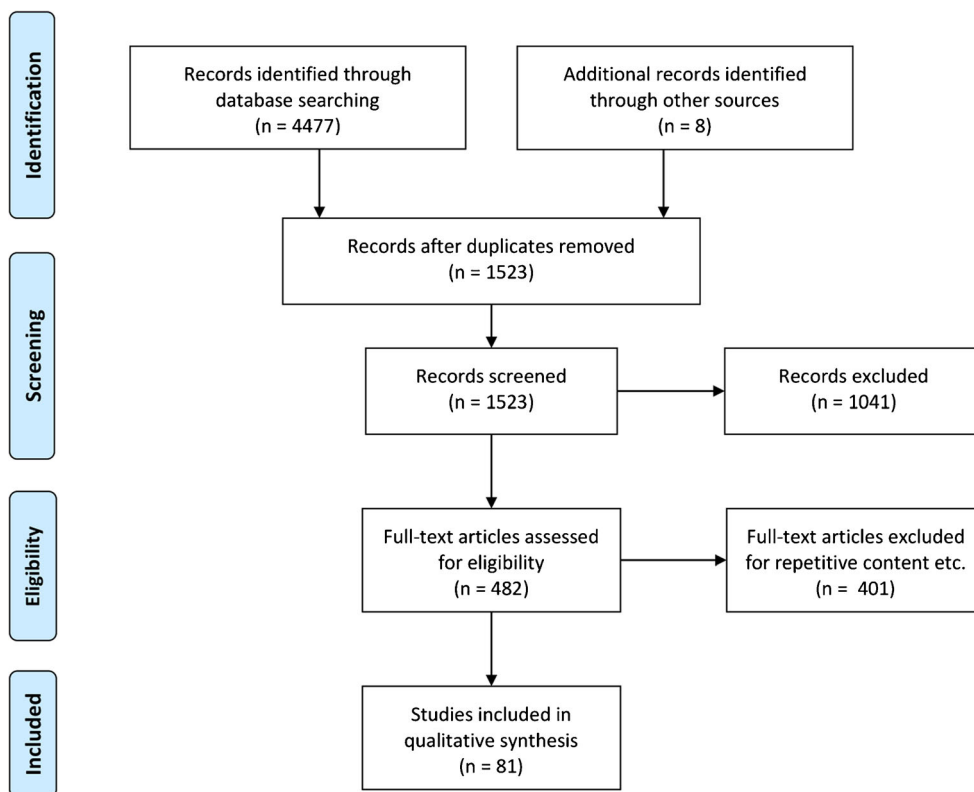 Identification
Records identified through
database searching
(n = 4477)
Additional records identified
through other sources
(n = 8)
Screening
Records after duplicates removed
(n = 1523)
Records screened
(n = 1523)
Records excluded
(n = 1041)
Eligibility
Full-text articles assessed
for eligibility
(n = 482)
Full-text articles excluded
for repetitive content etc.
(n = 401)
Included
Studies included in
qualitative synthesis
(n = 81)